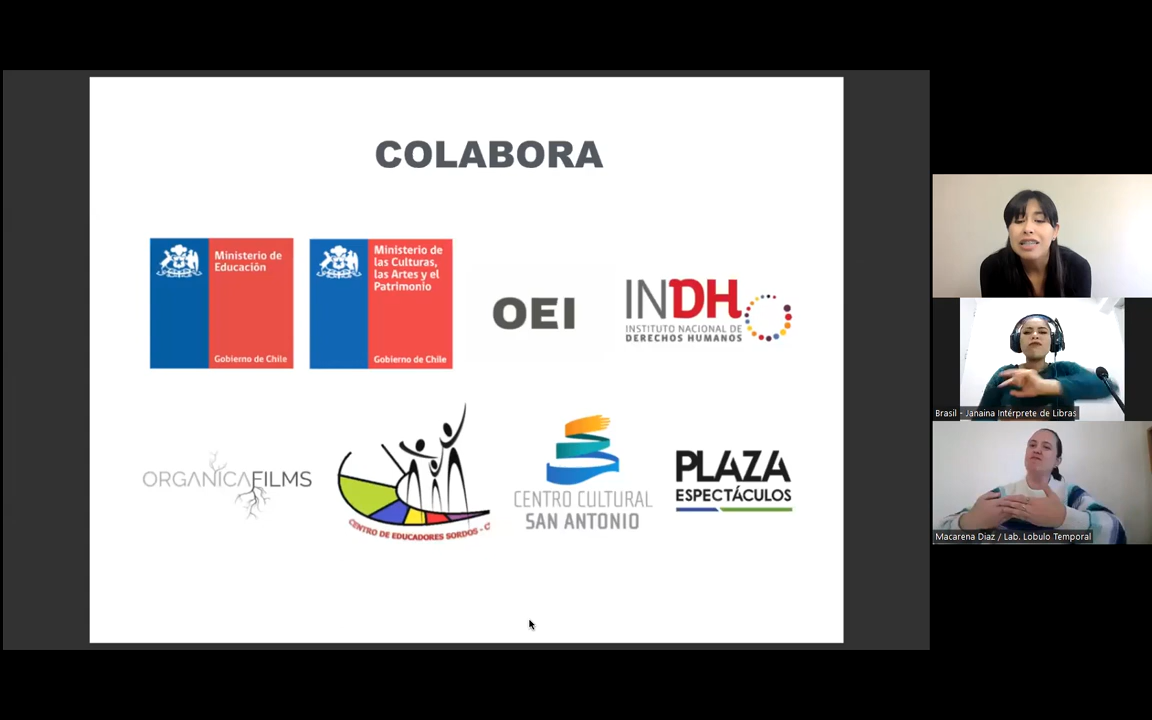 COLABORA
Ministerio de
Educación
Gobierno de Chile
Ministerio de
las Culturas,
las Artes y el
Patrimonio
Gobierno de Chile
OEI
INDH
INSTITUTO NACIONAL DE
DERECHOS HUMANOS
ORGANICAFILMS
CENTRO DE EDUCADORES SORDOS - C
CENTRO CULTURAL
SAN ANTONIO
PLAZA
ESPECTÁCULOS
Brasil - Janaina Intérprete de Libras
Macarena Diaz / Lab. Lobulo Temporal